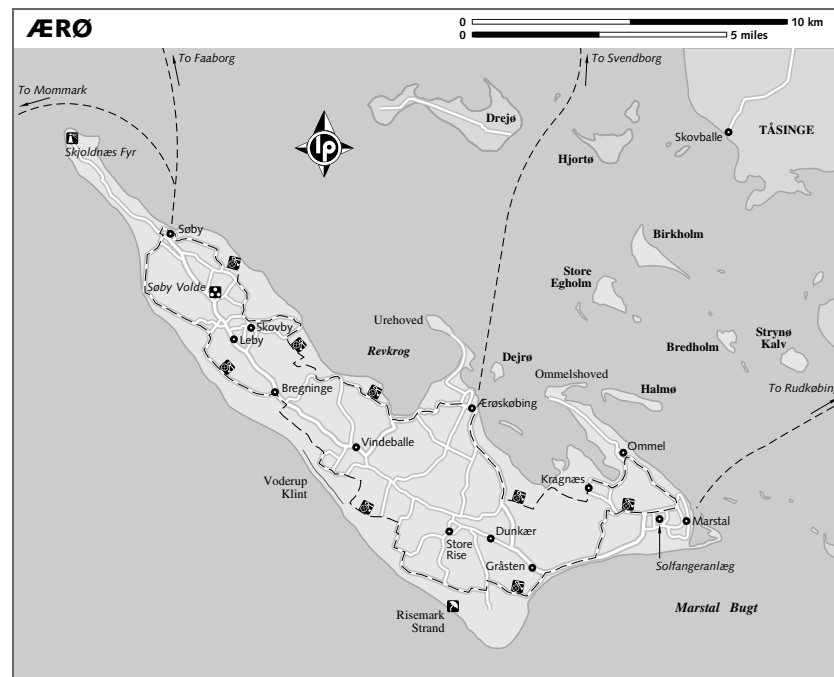 ÆRØ
0 10 km
0 5 miles
To Faaborg
To Svendborg
To Mommark
lp
Drejø
Skovballe
TÅSINGE
Skjoldnæs Fyr
Hjortø
Søby
Birkholm
Store
Egholm
Søby Volde
Urehoved
Skovby
Leby
Revkrog
Dejrø
Bredholm
Strynø
Kalv
Ommelshoved
Halmø
To Rudkøbing
Bregninge
Ærøskøbing
Vindeballe
Ommel
Voderup
Klint
Kragnæs
Marstal
Store
Rise
Dunkær
Gråsten
Solfangeranlæg
Risemark
Strand
Marstal Bugt